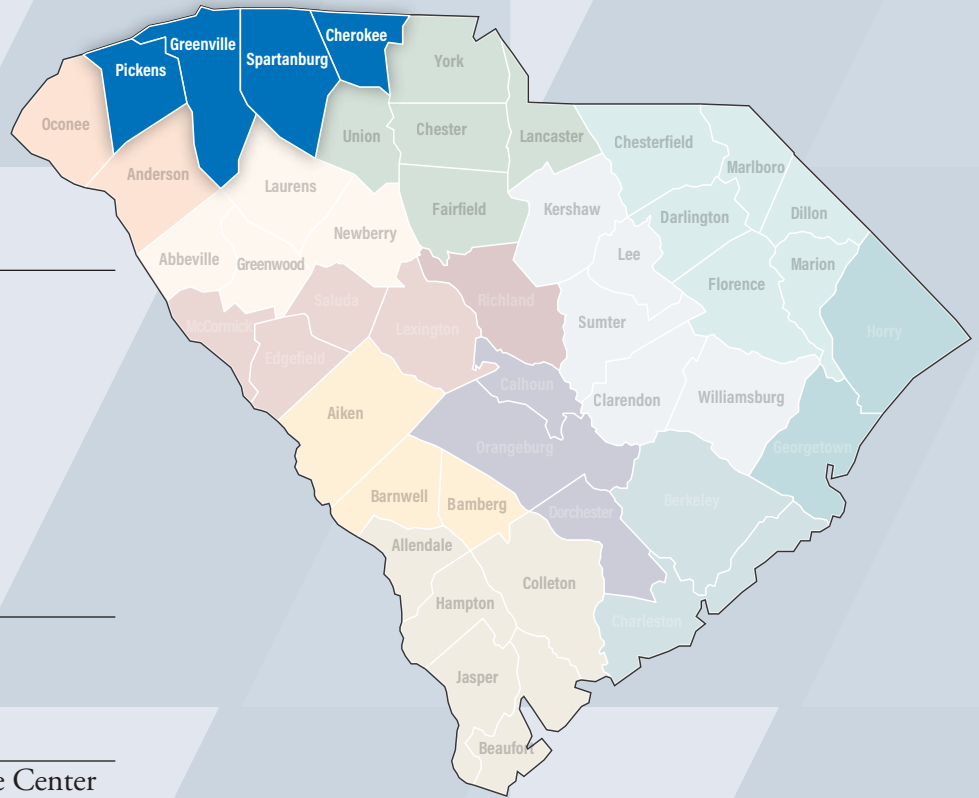 Cherokee
Greenville
Spartanburg
Pickens
York
Oconee
Union
Chester
Lancaster
Chesterfield
Marlboro
Anderson
Laurens
Fairfield
Kershaw
Darlington
Dillon
Newberry
Lee
Abbeville
Greenwood
Florence
Marion
Saluda
Richland
McCormick
Lexington
Sumter
Horry
Edgefield
Calhoun
Aiken
Clarendon
Williamsburg
Orangeburg
Georgetown
Barnwell
Bamberg
Berkeley
Dorchester
Allendale
Colleton
Hampton
Charleston
Jasper
Beaufort
e Center